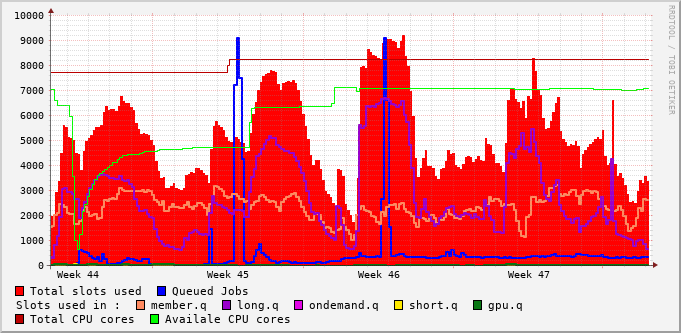 10000
9000
8000
7000
6000
5000
4000
3000
2000
1000
0
Week 44 Week 45 Week 46 Week 47
Total slots used Queued Jobs
Slots used in : member.q long.q ondemand.q short.q gpu.q
Total CPU cores Availale CPU cores
RRDTOOL / TOBI OETIKER